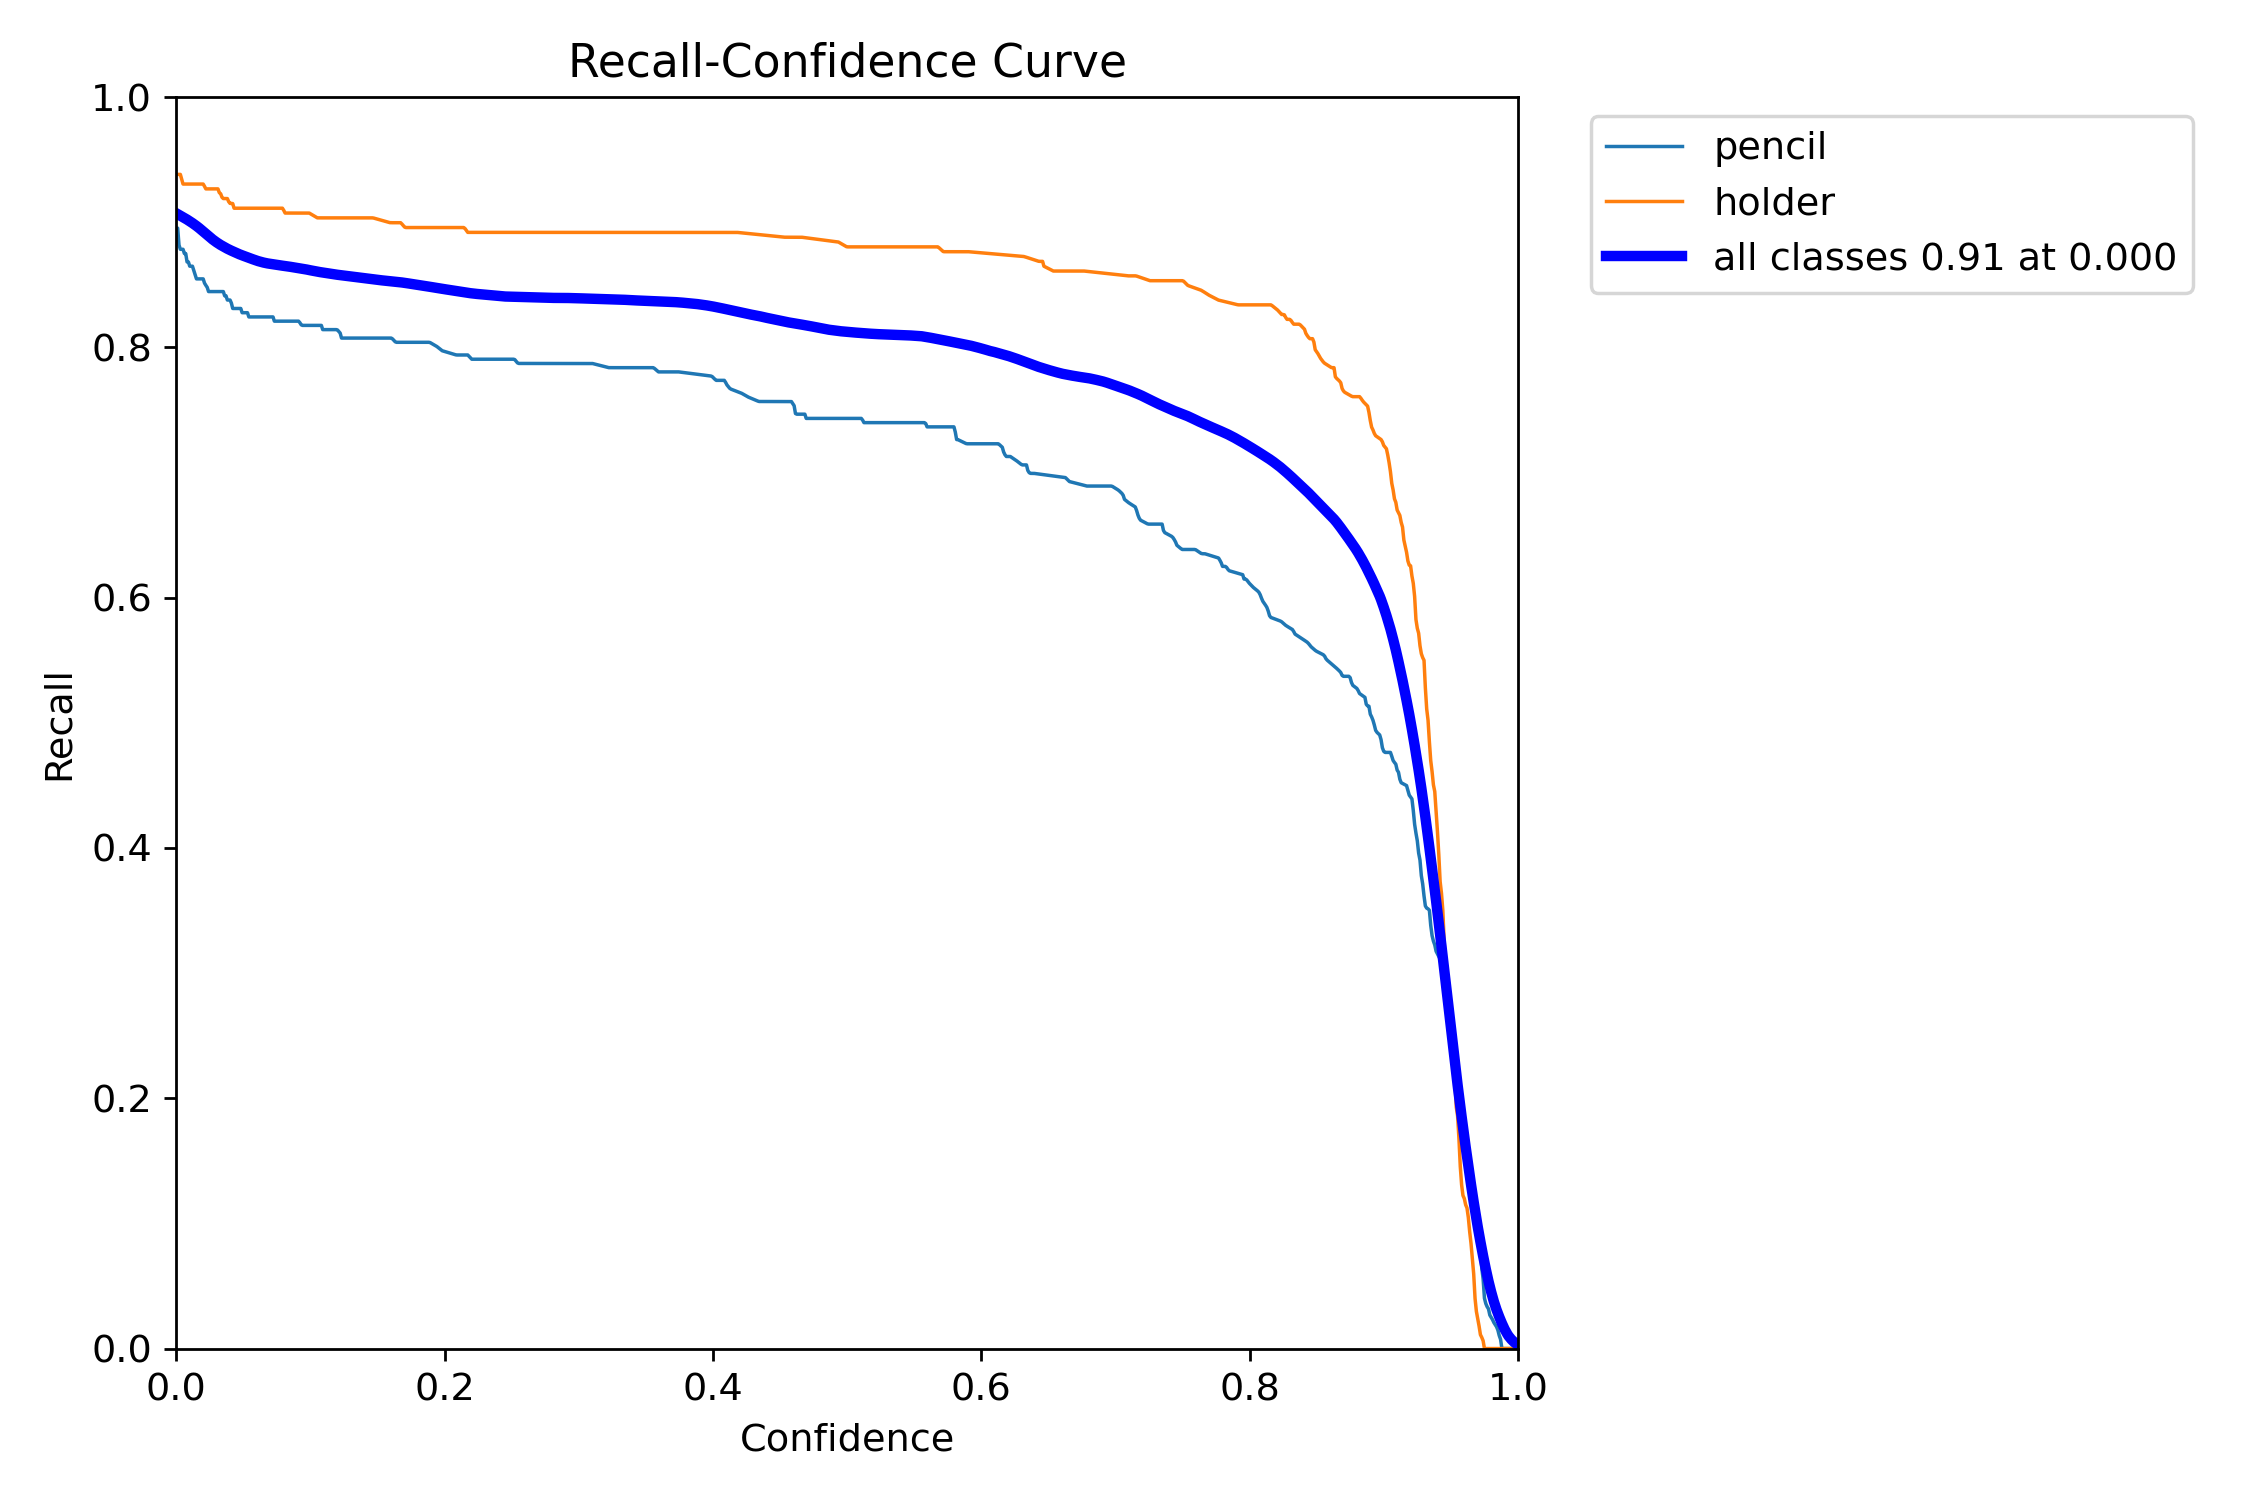 Recall-Confidence Curve
1.0
0.8
0.6
0.4
0.2
0.0
Recall
0.0 0.2 0.4 0.6 0.8 1.0
Confidence
pencil
holder
all classes 0.91 at 0.000